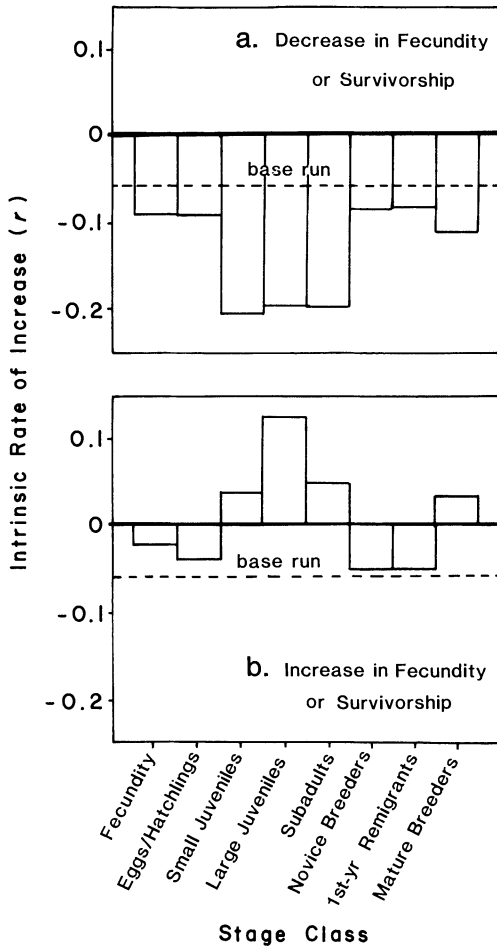 0.1
a. Decrease in Fecundity
or Survivorship
0
base run
-0.1
-0.2
Intrinsic Rate of Increase (r)
0.1
0
base run
-0.1
b. Increase in Fecundity
or Survivorship
-0.2
Fecundity
Eggs/Hatchlings
Small Juveniles
Large Juveniles
Subadults
Novice Breeders
1st-yr Remigrants
Mature Breeders
Stage Class